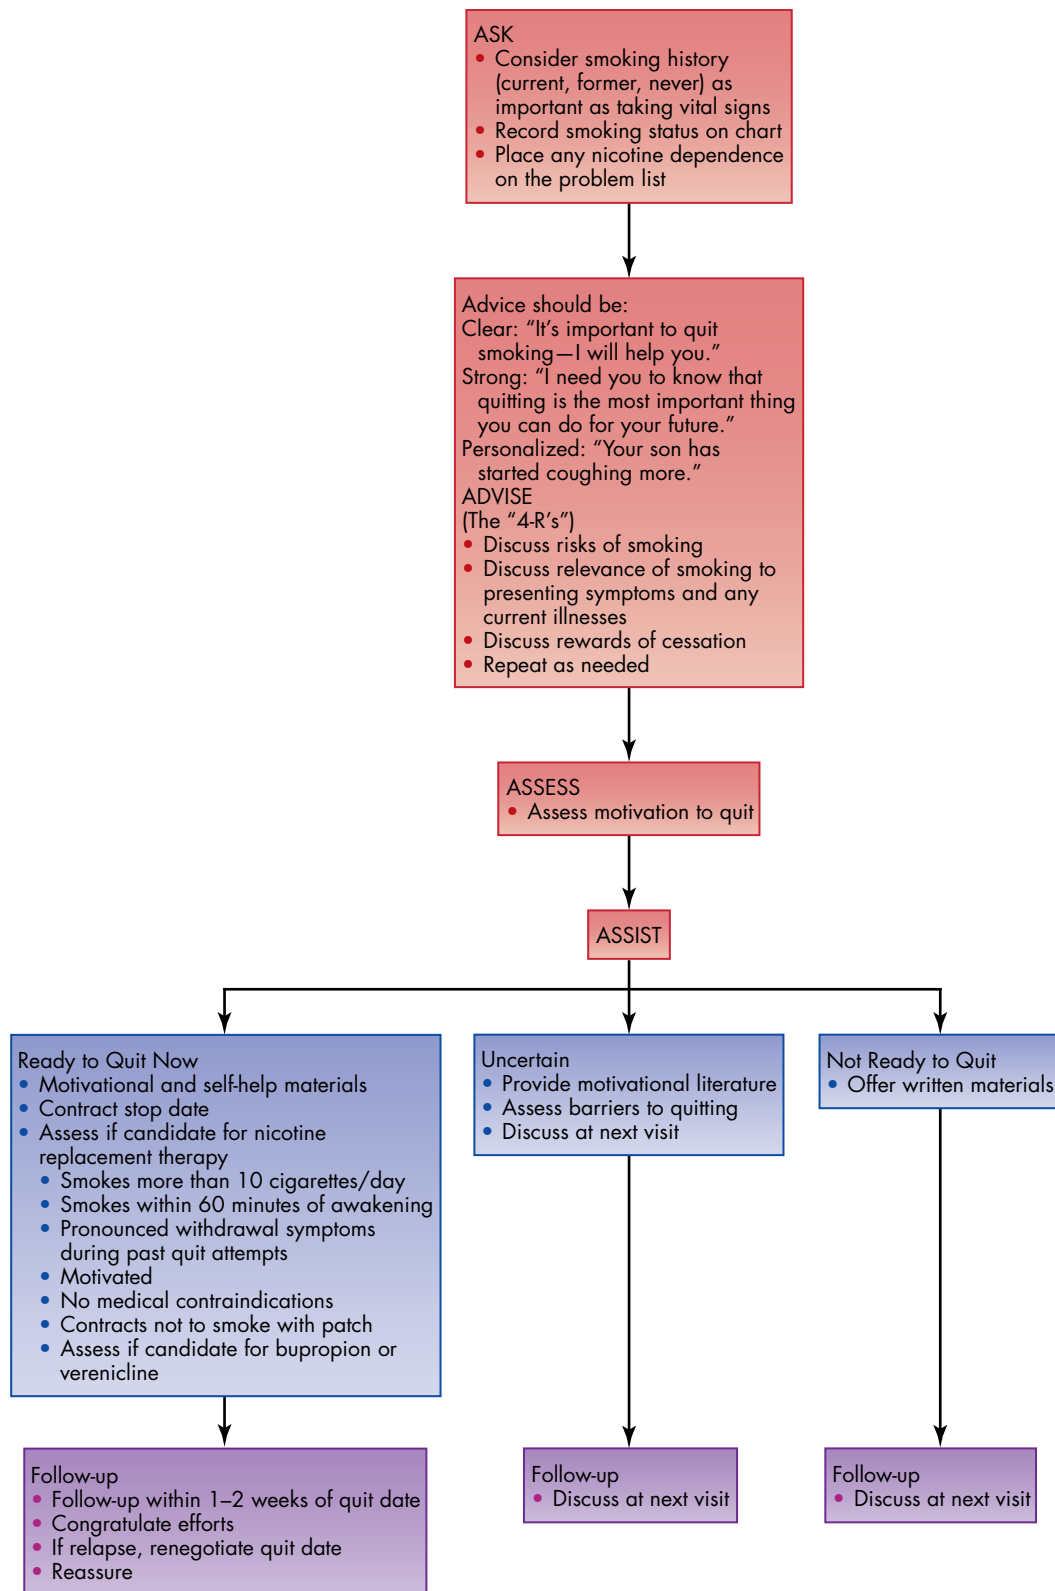 ASK
• Consider smoking history
(current, former, never) as
important as taking vital signs
• Record smoking status on chart
• Place any nicotine dependence
on the problem list
Advice should be:
Clear: “It’s important to quit
smoking—I will help you.”
Strong: “I need you to know that
quitting is the most important thing
you can do for your future.”
Personalized: “Your son has
started coughing more.”
ADVISE
(The “4-R’s”)
• Discuss risks of smoking
• Discuss relevance of smoking to
presenting symptoms and any
current illnesses
• Discuss rewards of cessation
• Repeat as needed
ASSESS
• Assess motivation to quit
ASSIST
Ready to Quit Now
• Motivational and self-help materials
• Contract stop date
• Assess if candidate for nicotine
replacement therapy
• Smokes more than 10 cigarettes/day
• Smokes within 60 minutes of awakening
• Pronounced withdrawal symptoms
during past quit attempts
• Motivated
• No medical contraindications
• Contracts not to smoke with patch
• Assess if candidate for bupropion or
verenicline
Uncertain
• Provide motivational literature
• Assess barriers to quitting
• Discuss at next visit
Not Ready to Quit
• Offer written materials
Follow-up
• Follow-up within 1–2 weeks of quit date
• Congratulate efforts
• If relapse, renegotiate quit date
• Reassure
Follow-up
• Discuss at next visit
Follow-up
• Discuss at next visit